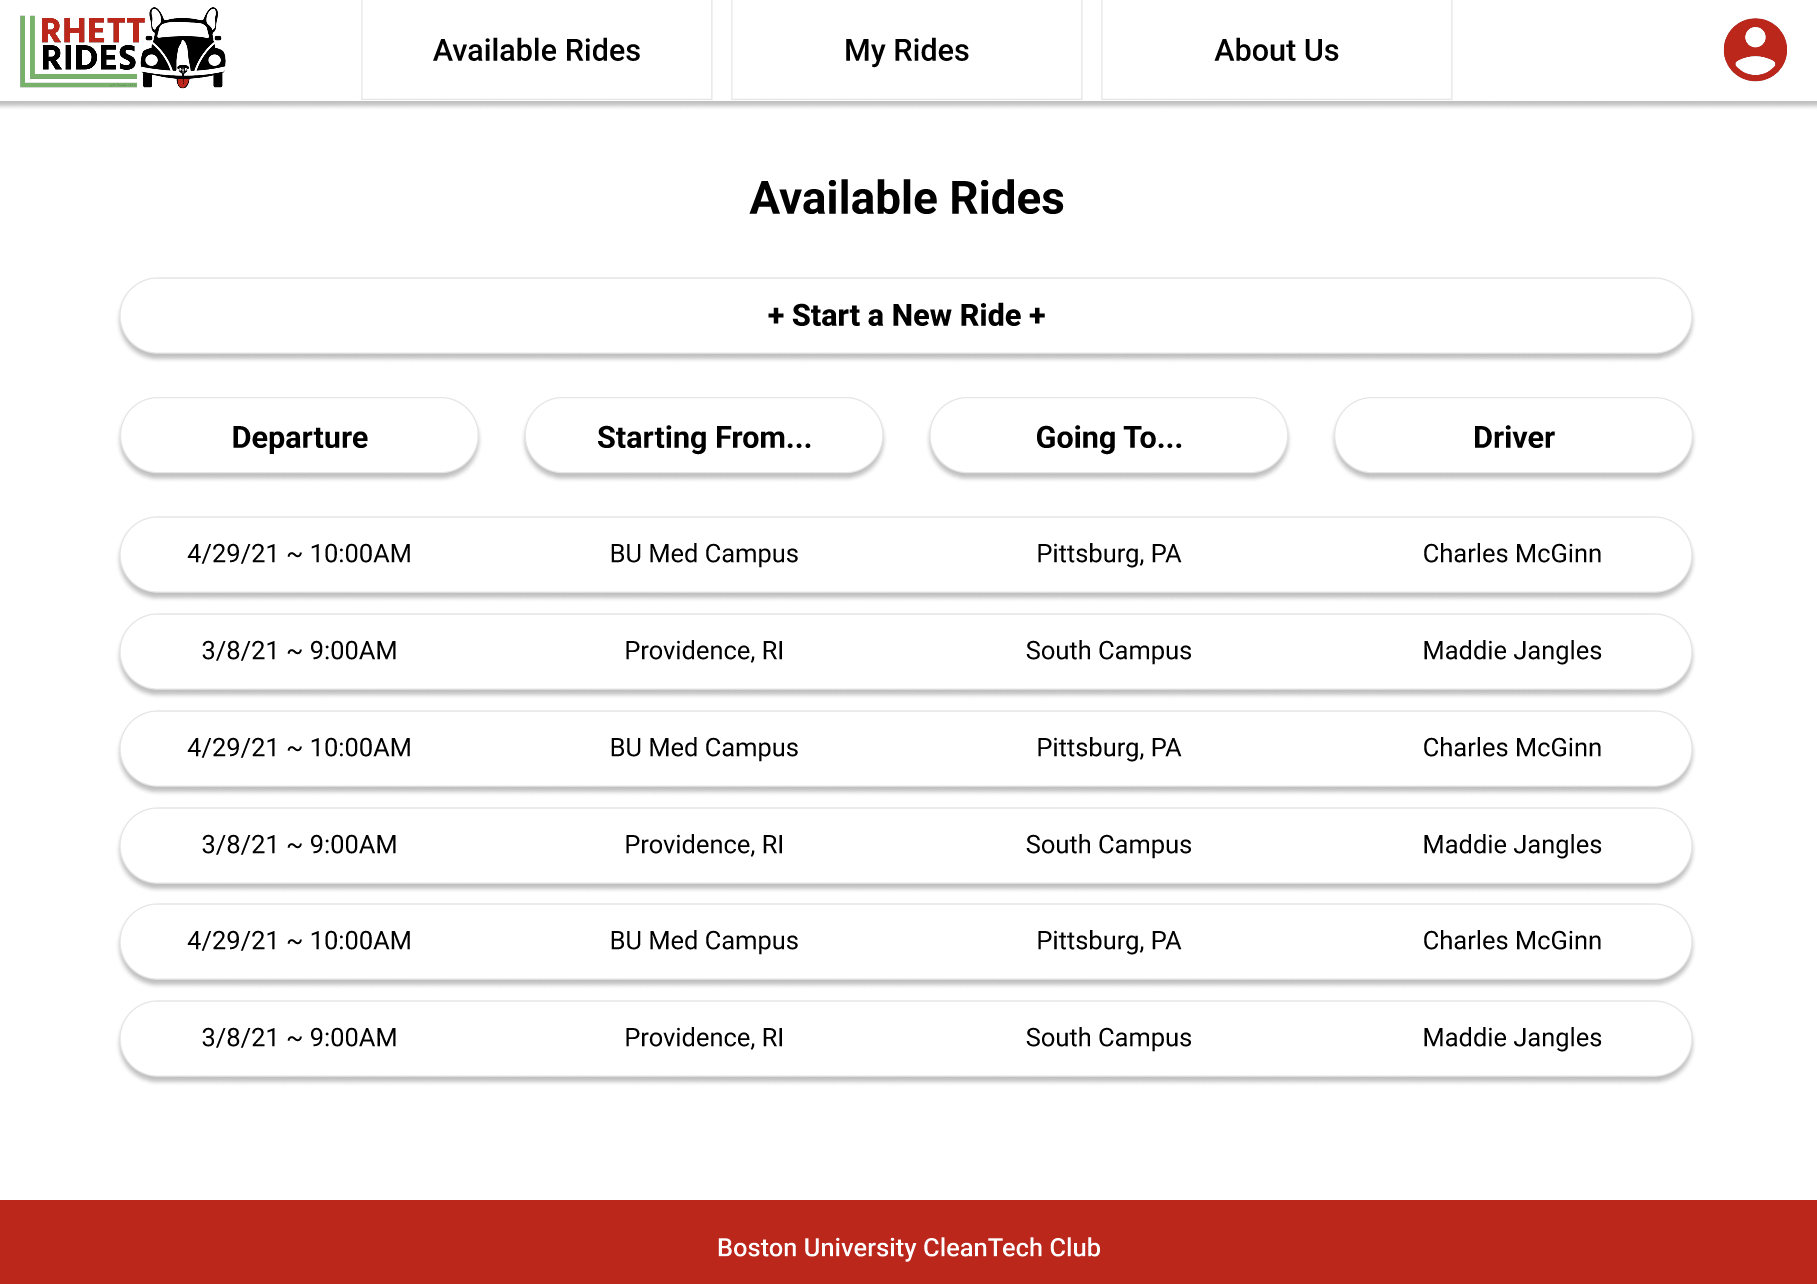 RHETT
RIDES
Available Rides
My Rides
About Us
Available Rides
+ Start a New Ride +
Departure
Starting From...
Going To...
Driver
4/29/21 ~ 10:00AM
BU Med Campus
Pittsburg, PA
Charles McGinn
3/8/21 ~ 9:00AM
Providence, RI
South Campus
Maddie Jangles
4/29/21 ~ 10:00AM
BU Med Campus
Pittsburg, PA
Charles McGinn
3/8/21 ~ 9:00AM
Providence, RI
South Campus
Maddie Jangles
4/29/21 ~ 10:00AM
BU Med Campus
Pittsburg, PA
Charles McGinn
3/8/21 ~ 9:00AM
Providence, RI
South Campus
Maddie Jangles
Boston University CleanTech Club